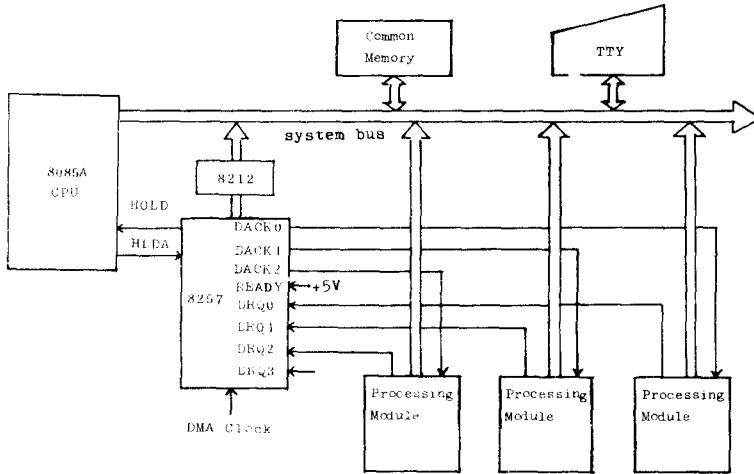 Common
Memory
TTY
system bus
8085A
CPU
8212
HOLD
HLDA
8257
DACK0
DACK1
DACK2
READY
+5V
DRQ0
DRQ1
DRQ2
DRQ3
DMA Clock
Processing
Module
Processing
Module
Processing
Module